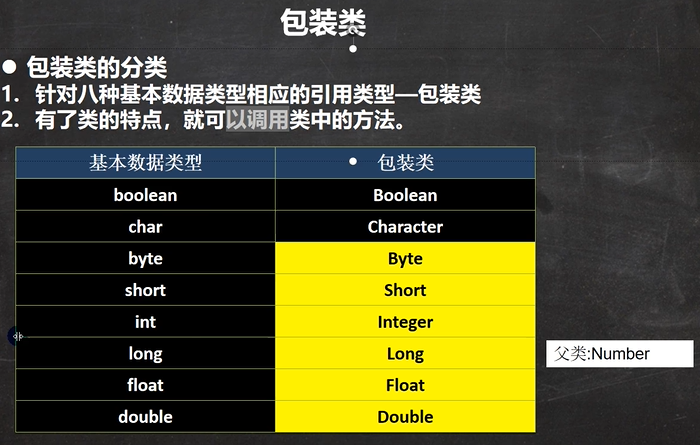 包装类
● 包装类的分类
1. 针对八种基本数据类型相应的引用类型—包装类
2. 有了类的特点，就可以调用类中的方法。
基本数据类型 • 包装类
boolean Boolean
char Character
byte Byte
short Short
int Integer
long Long
float Float
double Double
父类:Number